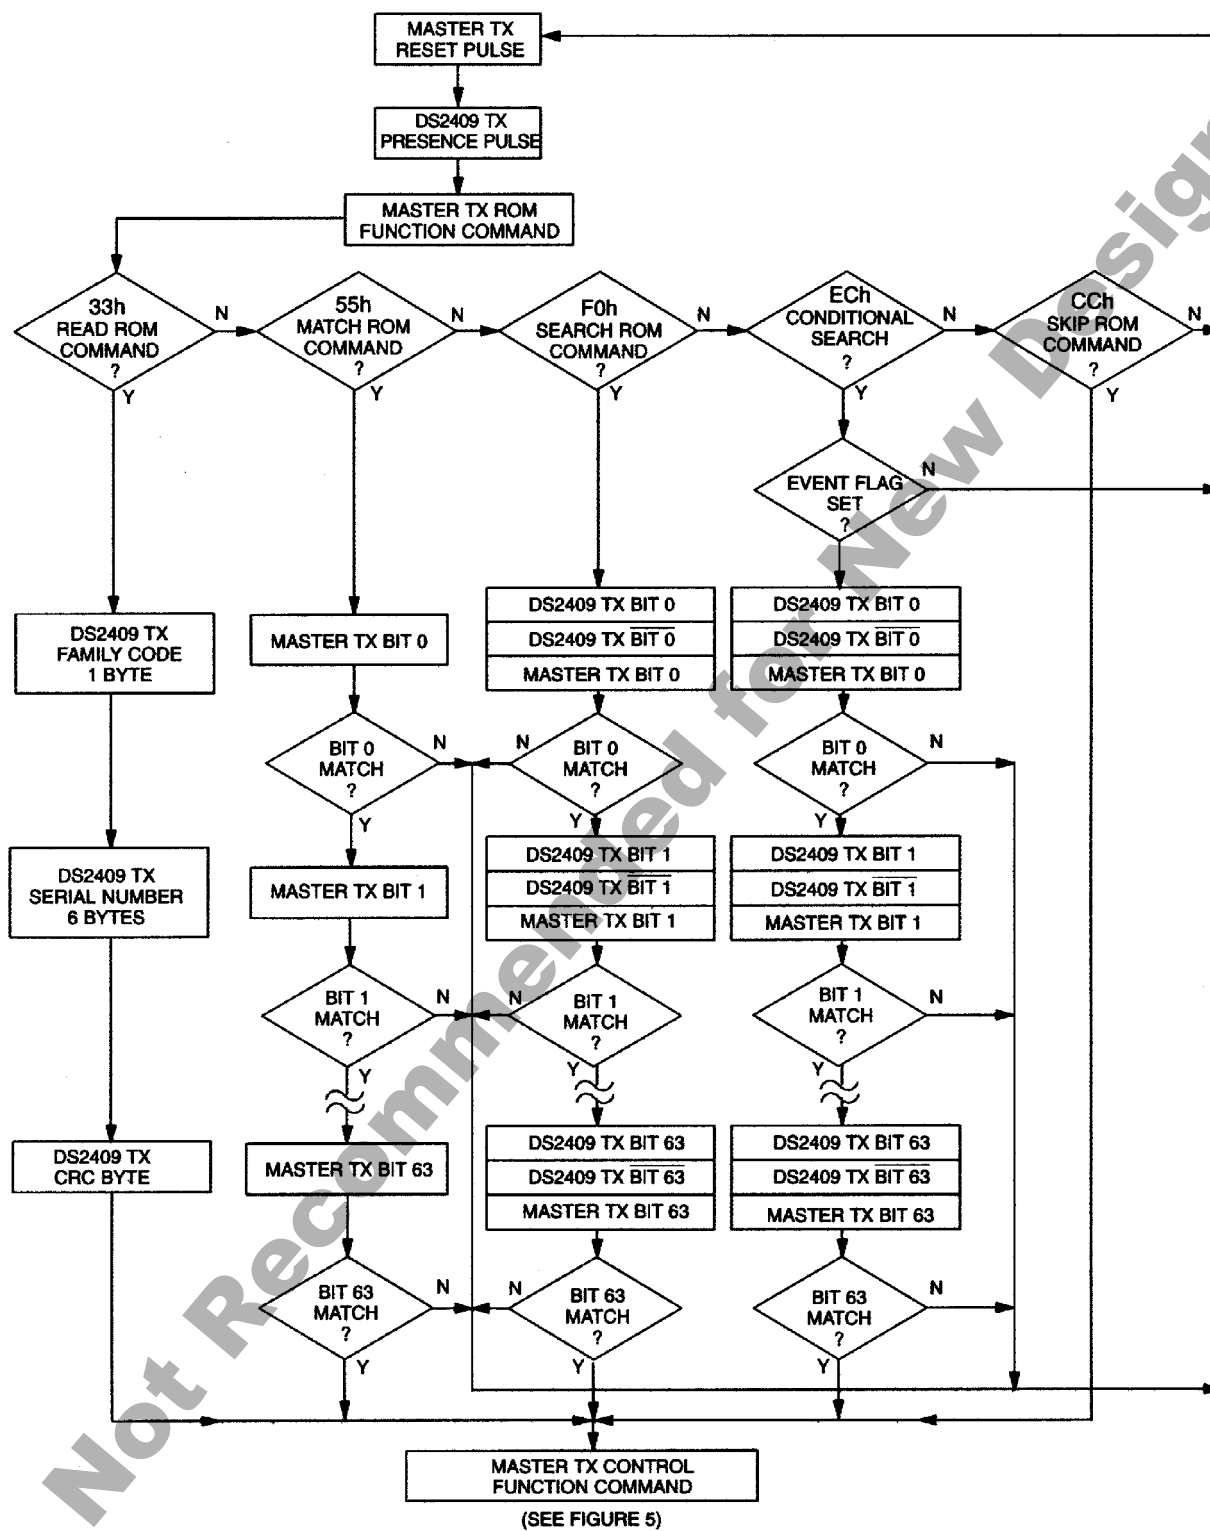 MASTER TX
RESET PULSE
DS2409 TX
PRESENCE PULSE
MASTER TX ROM
FUNCTION COMMAND
33h
READ ROM
COMMAND
?
N
Y
55h
MATCH ROM
COMMAND
?
N
Y
F0h
SEARCH ROM
COMMAND
?
N
Y
ECh
CONDITIONAL
SEARCH
?
N
Y
CCh
SKIP ROM
COMMAND
?
N
Y
EVENT FLAG
SET
?
N
Y
DS2409 TX
FAMILY CODE
1 BYTE
DS2409 TX
SERIAL NUMBER
6 BYTES
DS2409 TX
CRC BYTE
MASTER TX BIT 0
BIT 0
MATCH
?
N
Y
MASTER TX BIT 1
BIT 1
MATCH
?
N
Y
MASTER TX BIT 63
BIT 63
MATCH
?
N
Y
DS2409 TX BIT 0
DS2409 TX BIT 0
MASTER TX BIT 0
BIT 0
MATCH
?
N
Y
DS2409 TX BIT 1
DS2409 TX BIT 1
MASTER TX BIT 1
BIT 1
MATCH
?
N
Y
DS2409 TX BIT 63
DS2409 TX BIT 63
MASTER TX BIT 63
BIT 63
MATCH
?
N
Y
DS2409 TX BIT 0
DS2409 TX BIT 0
MASTER TX BIT 0
BIT 0
MATCH
?
N
Y
DS2409 TX BIT 1
DS2409 TX BIT 1
MASTER TX BIT 1
BIT 1
MATCH
?
N
Y
DS2409 TX BIT 63
DS2409 TX BIT 63
MASTER TX BIT 63
BIT 63
MATCH
?
N
Y
MASTER TX CONTROL
FUNCTION COMMAND
(SEE FIGURE 5)
Not Recommended for New Design